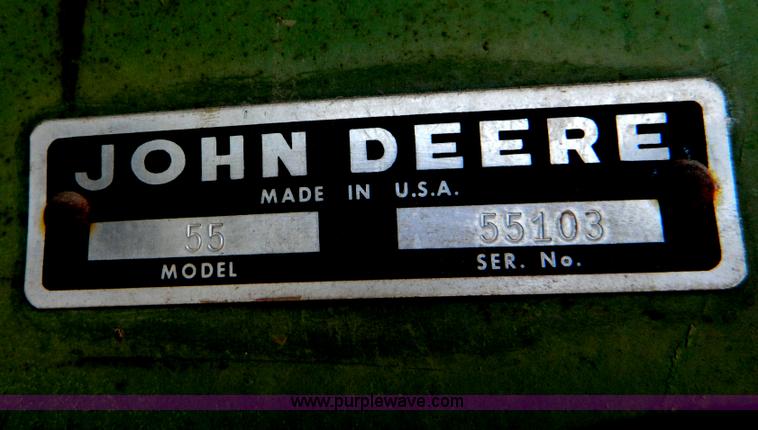 JOHN DEERE
MADE IN U.S.A.
55 55103
MODEL SER. No.
www.purplewave.com